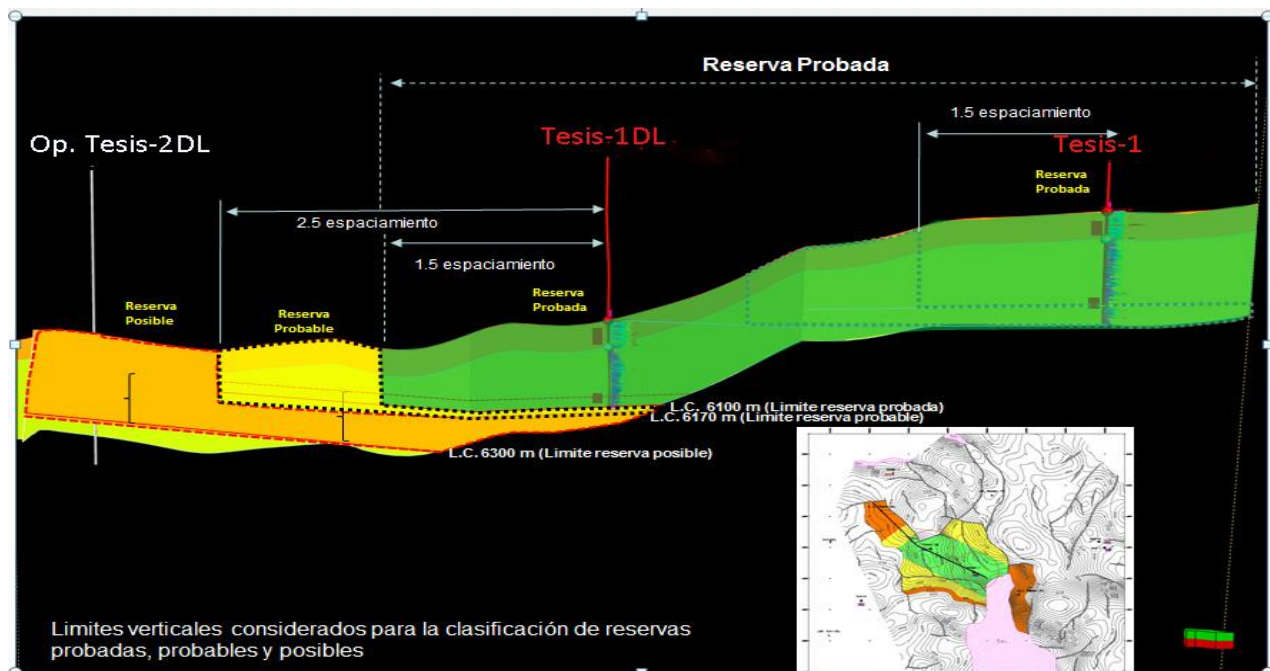 Reserva Probada
1.5 espaciamiento
Op. Tesis-2DL
Tesis-1DL
Tesis-1
Reserva
Probada
2.5 espaciamiento
1.5 espaciamiento
Reserva
Probada
Reserva
Posible
Reserva
Probable
L.C. 6100 m (Limite reserva probada)
L.C. 6170 m (Limite reserva probable)
L.C. 6300 m (Limite reserva posible)
Limites verticales considerados para la clasificación de reservas
probadas, probables y posibles